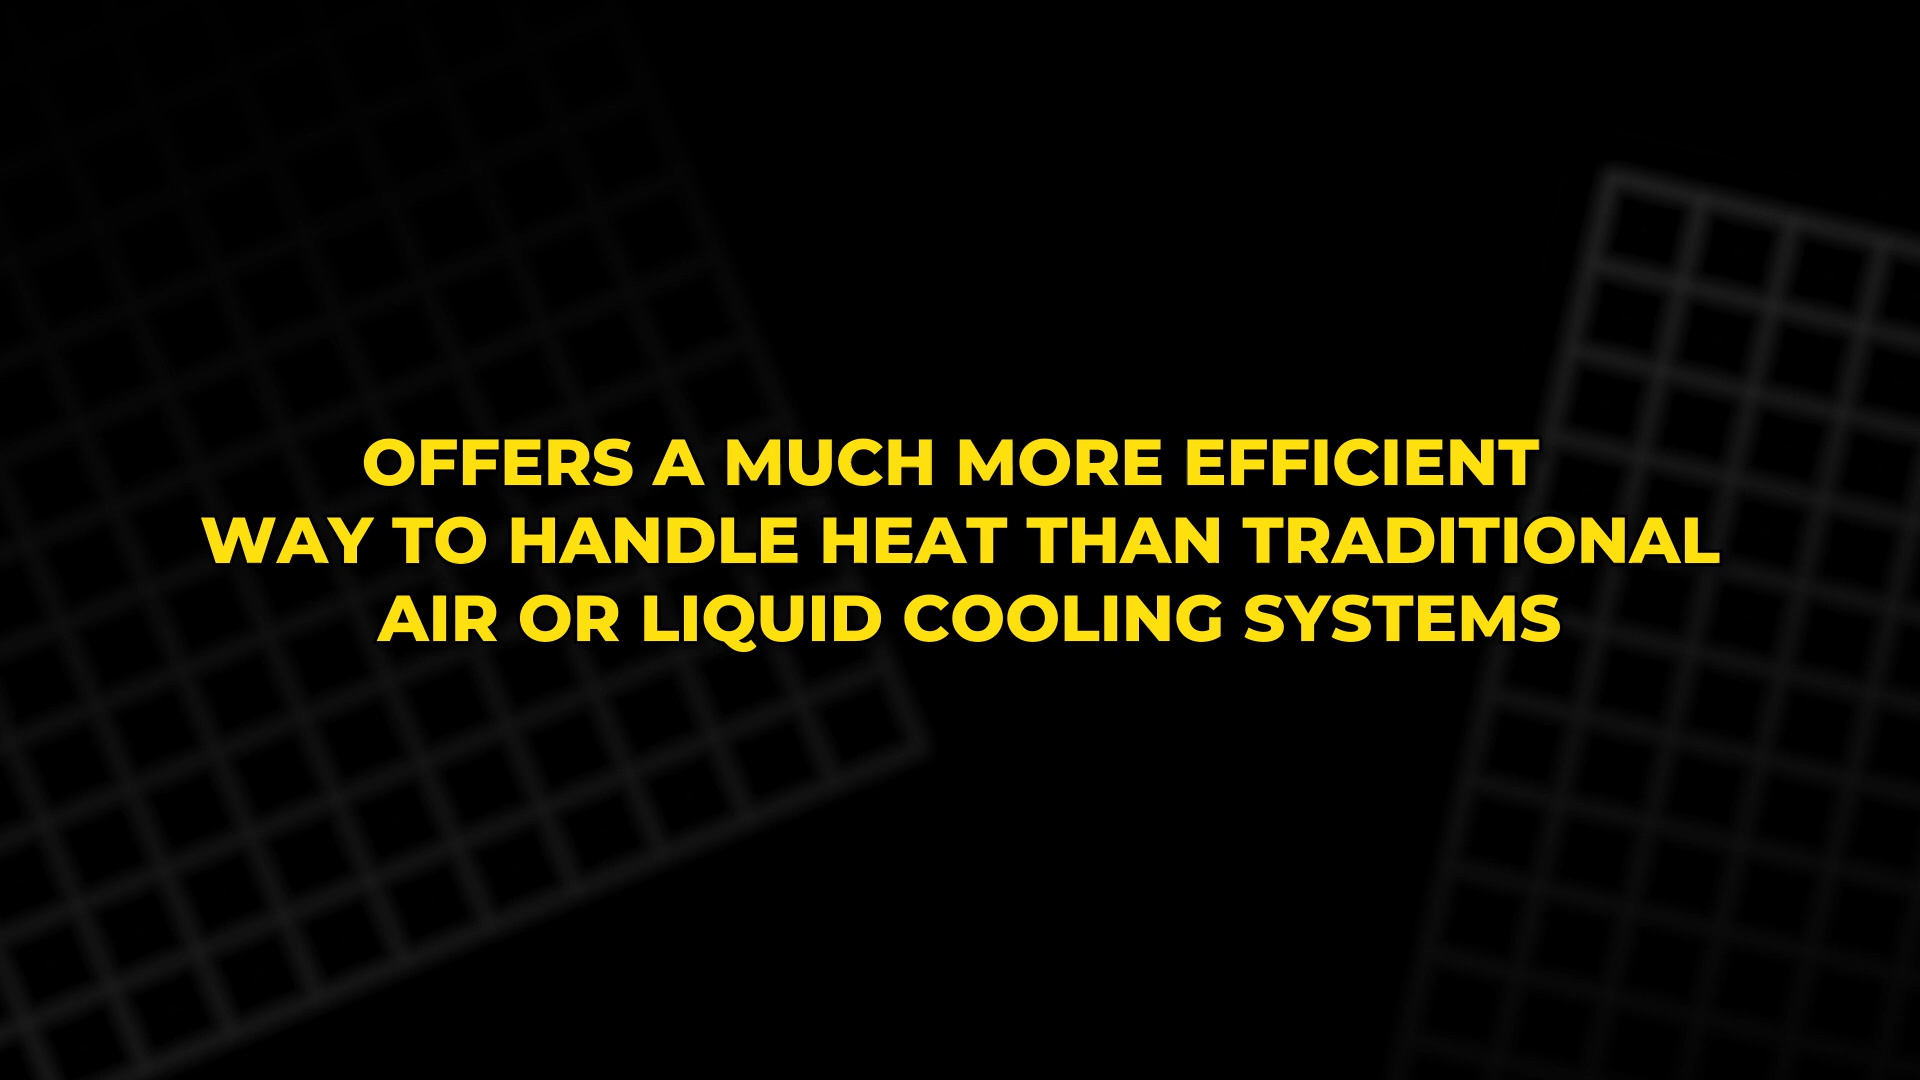 OFFERS A MUCH MORE EFFICIENT
WAY TO HANDLE HEAT THAN TRADITIONAL
AIR OR LIQUID COOLING SYSTEMS